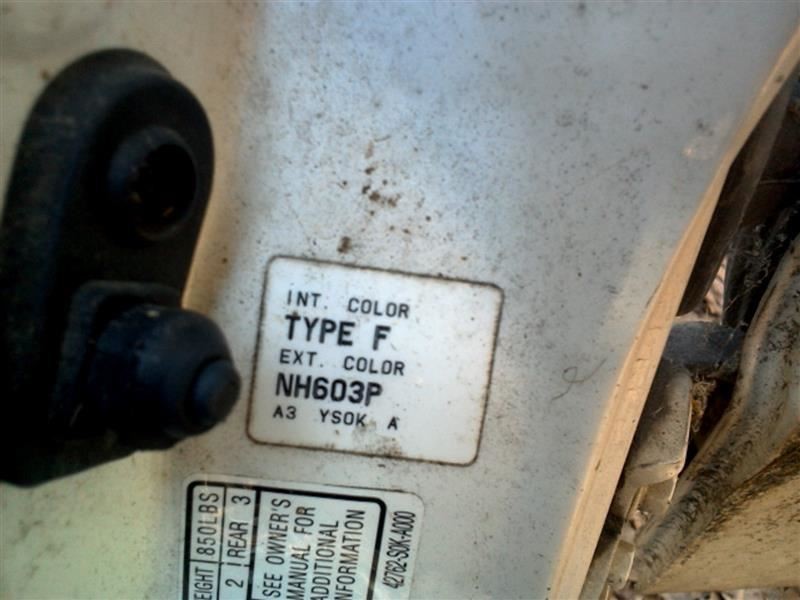 INT. COLOR
TYPE F
EXT. COLOR
NH603P
A3 YSOK A
EIGHT 850LBS
2 REAR 3
SEE OWNER'S
MANUAL FOR
ADDITIONAL
INFORMATION
42762-S0K-A000